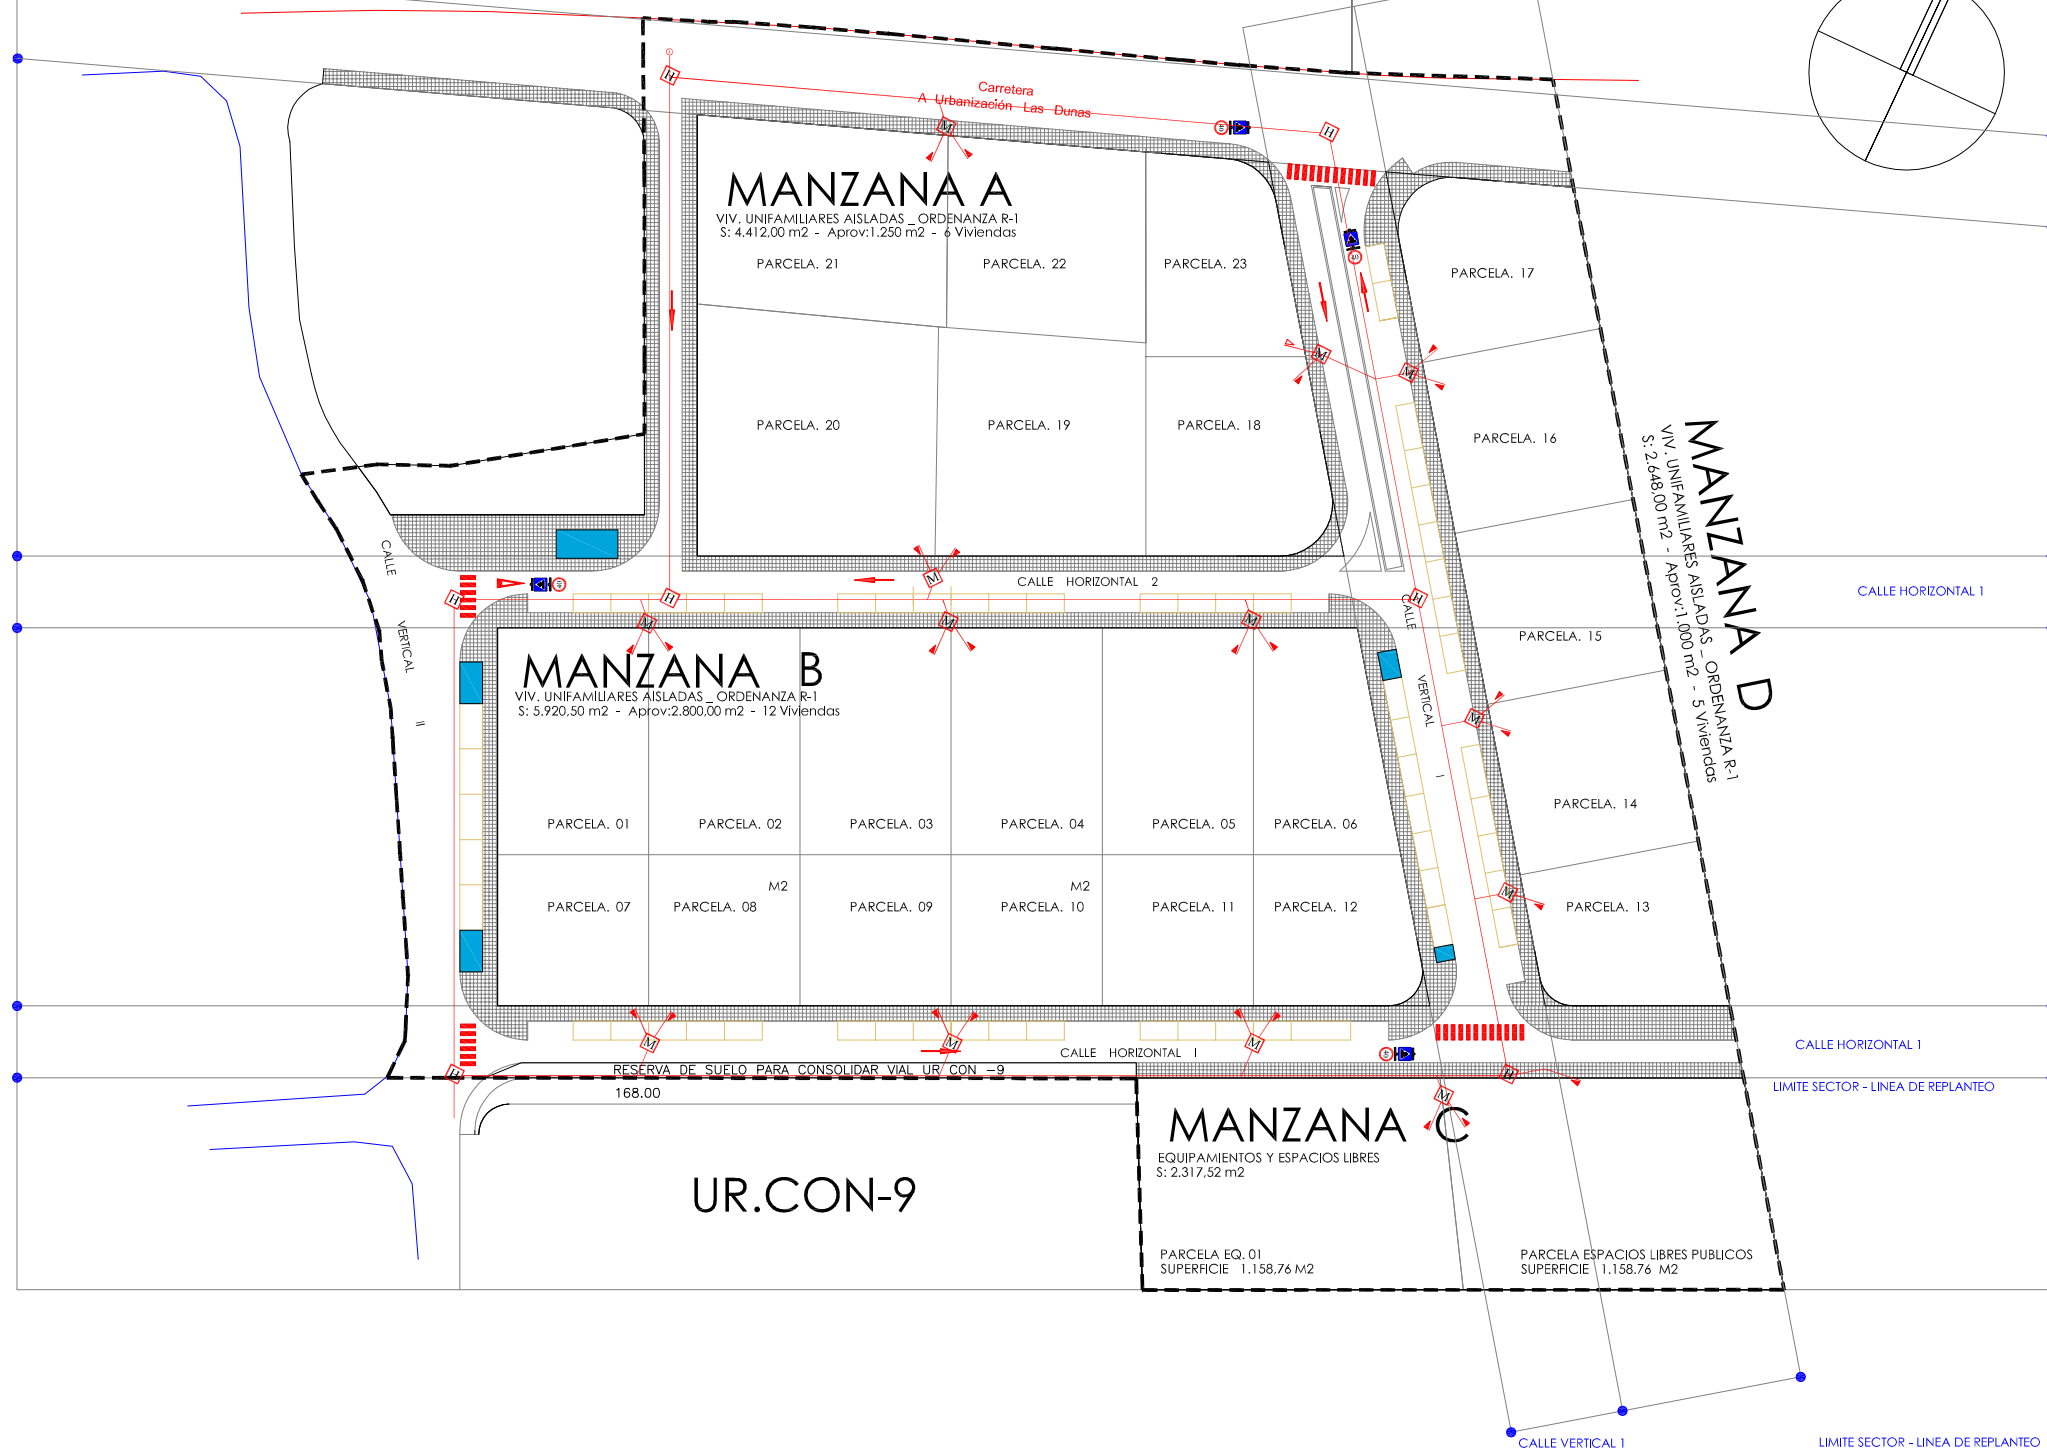 Carretera
A Urbanización Las Dunas
MANZANA A
VIV. UNIFAMILIARES AISLADAS _ ORDENANZA R-1
S: 4.412,00 m2 - Aprov:1.250 m2 - 6 Viviendas
PARCELA. 21
PARCELA. 22
PARCELA. 23
PARCELA. 17
PARCELA. 20
PARCELA. 19
PARCELA. 18
PARCELA. 16
MANZANA D
VIV. UNIFAMILIARES AISLADAS _ ORDENANZA R-1
S: 2.648,00 m2 - Aprov:1.000 m2 - 5 Viviendas
CALLE VERTICAL II
CALLE HORIZONTAL 2
CALLE HORIZONTAL 1
CALLE VERTICAL I
PARCELA. 15
MANZANA B
VIV. UNIFAMILIARES AISLADAS _ ORDENANZA R-1
S: 5.920,50 m2 - Aprov:2.800,00 m2 - 12 Viviendas
PARCELA. 14
PARCELA. 01
PARCELA. 02
PARCELA. 03
PARCELA. 04
PARCELA. 05
PARCELA. 06
M2
M2
PARCELA. 07
PARCELA. 08
PARCELA. 09
PARCELA. 10
PARCELA. 11
PARCELA. 12
PARCELA. 13
CALLE HORIZONTAL I
CALLE HORIZONTAL 1
RESERVA DE SUELO PARA CONSOLIDAR VIAL UR CON -9
168.00
LIMITE SECTOR - LINEA DE REPLANTEO
MANZANA C
EQUIPAMIENTOS Y ESPACIOS LIBRES
S: 2.317,52 m2
UR.CON-9
PARCELA EQ. 01
SUPERFICIE 1.158,76 M2
PARCELA ESPACIOS LIBRES PUBLICOS
SUPERFICIE 1.158.76 M2
CALLE VERTICAL 1
LIMITE SECTOR - LINEA DE REPLANTEO